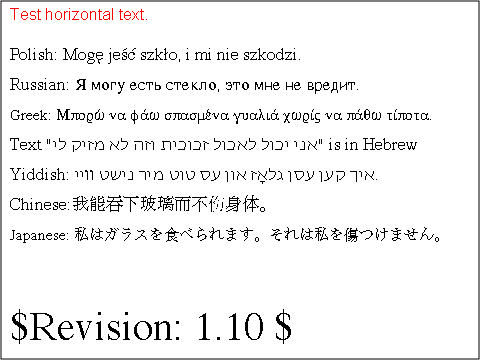 Test horizontal text.
Polish: Mogę jeść szkło, i mi nie szkodzi.
Russian: Я могу есть стекло, это мне не вредит.
Greek: Μπορώ να φάω σπασμένα γυαλιά χωρίς να πάθω τίποτα.
Text "אני יכול לאכול זכוכית וזה לא מזיק לי" is in Hebrew
Yiddish: איך קען עסן גלאָז און עס טוט מיר נישט װײ.
Chinese:我能吞下玻璃而不伤身体。
Japanese: 私はガラスを食べられます。それは私を傷つけません。
$Revision: 1.10 $